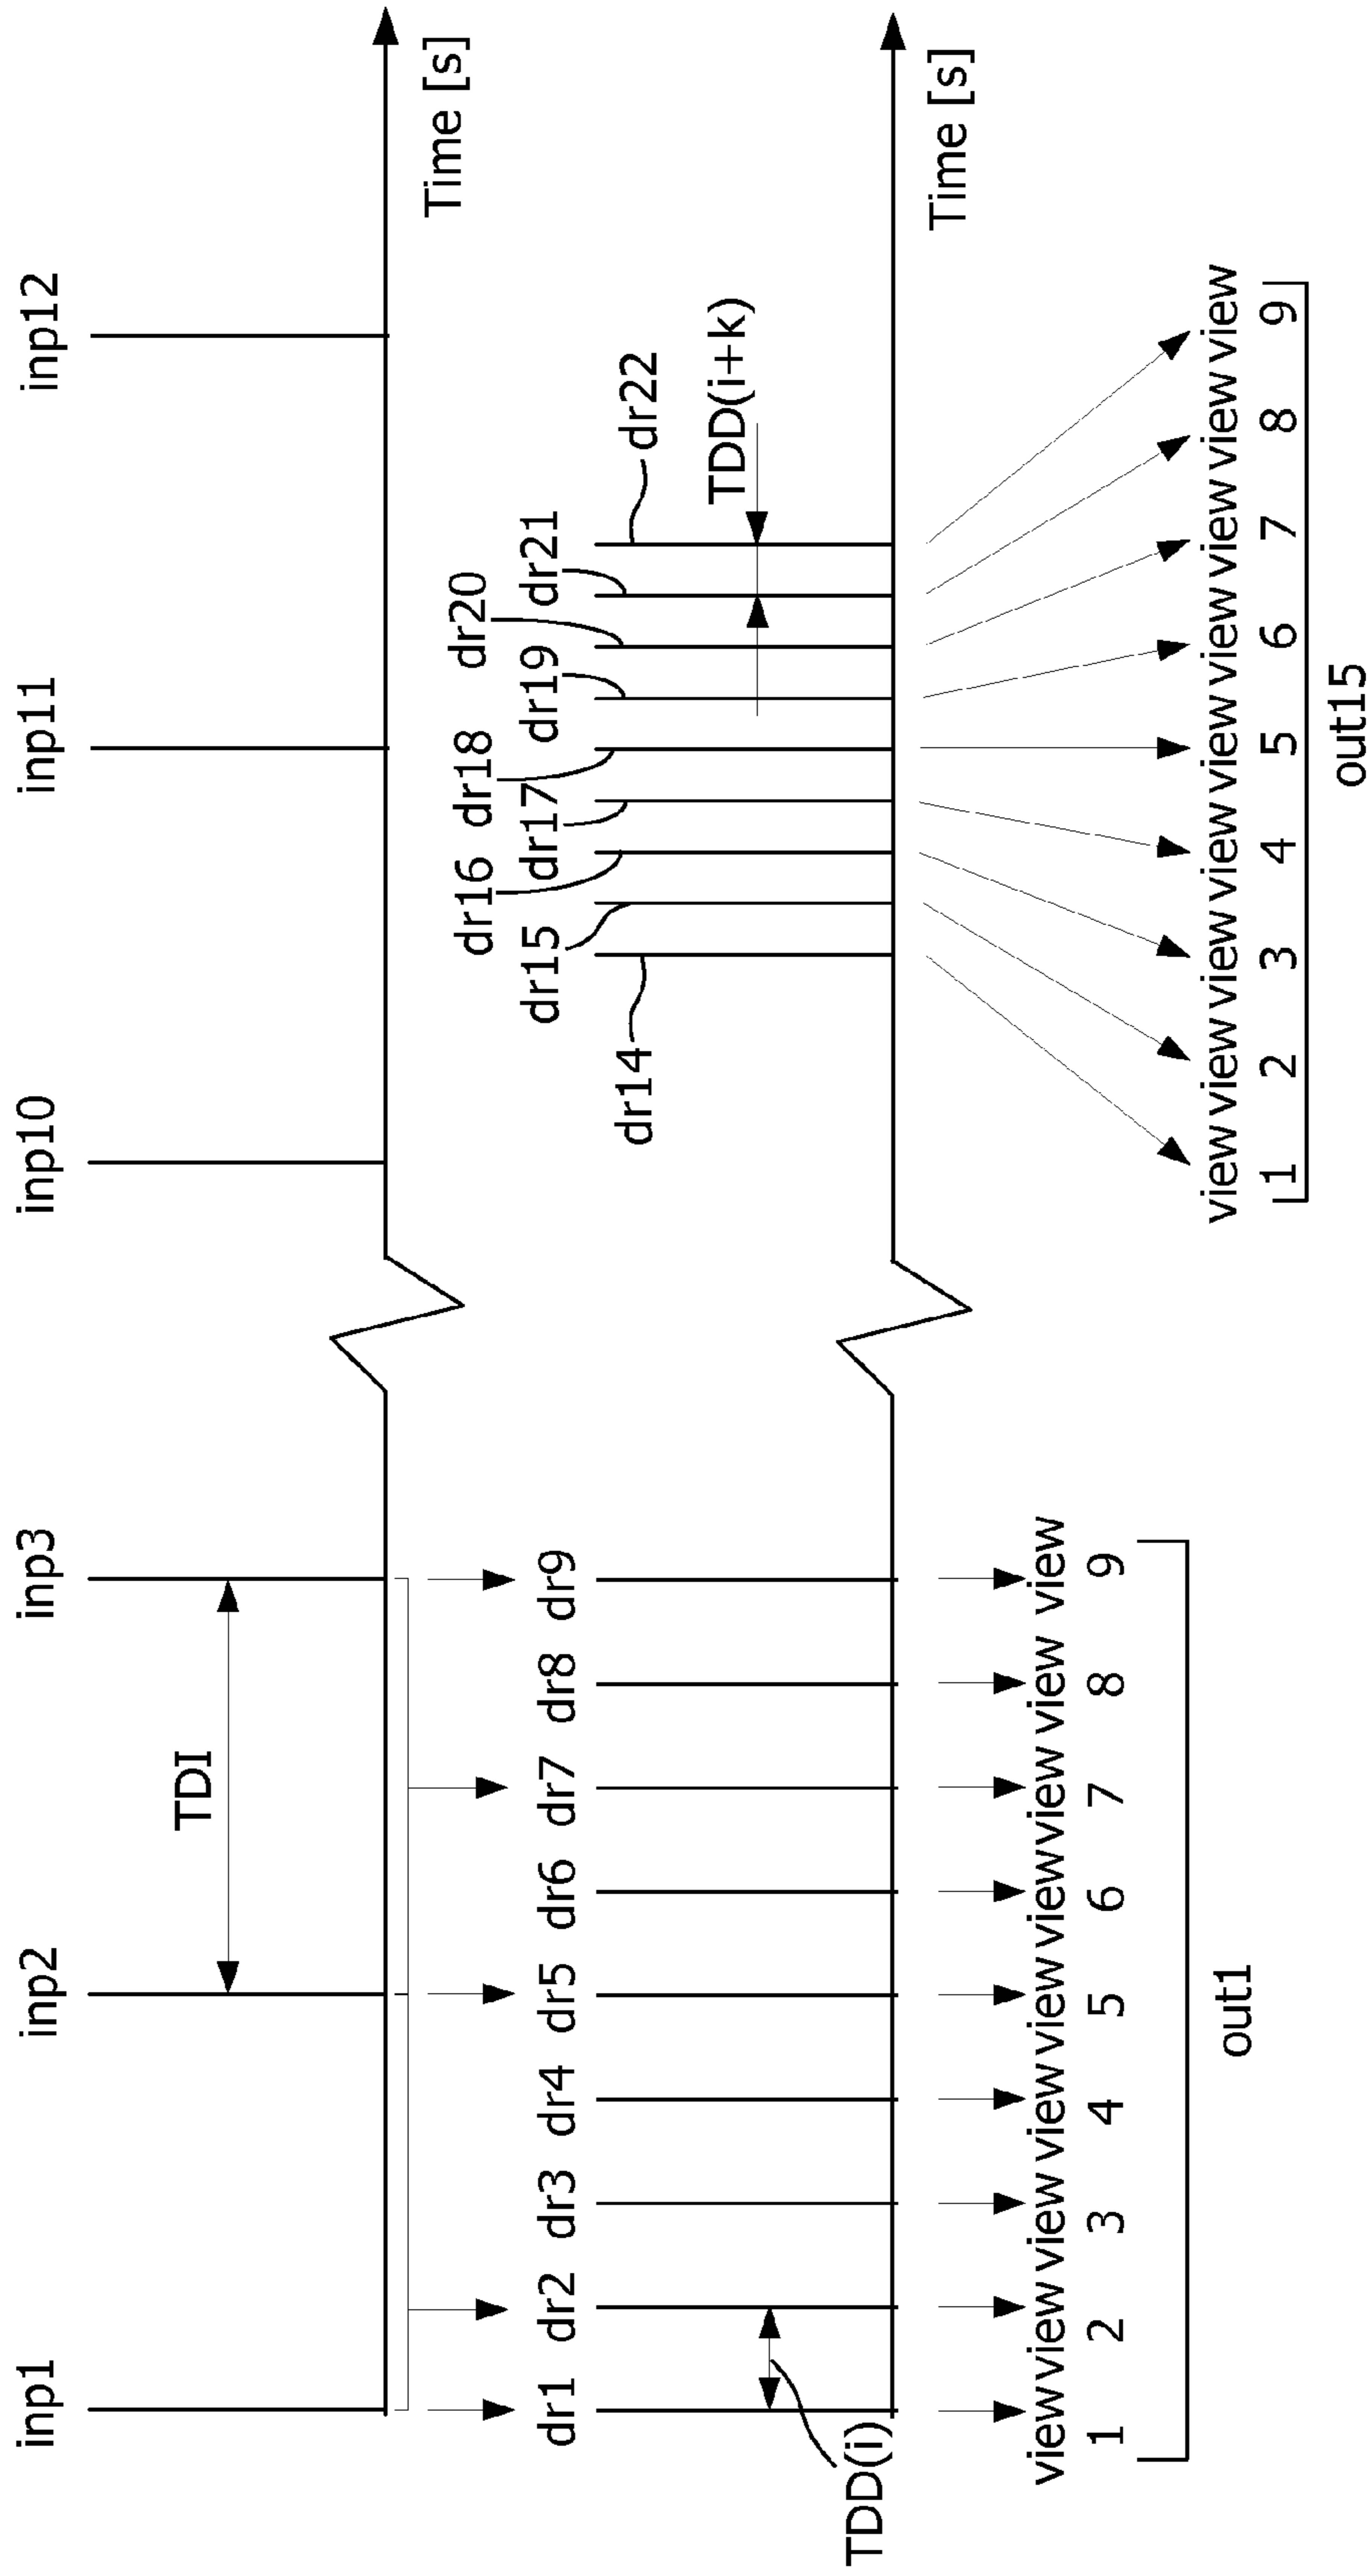 inp1 inp2 inp3 inp10 inp11 inp12
TDI
Time [s]
dr16 dr18 dr20
dr1 dr2 dr3 dr4 dr5 dr6 dr7 dr8 dr9 dr15 dr17 dr19 dr21
dr14 dr22
TDD(i+k)
TDD(i)
Time [s]
view view view view view view view view view
1 2 3 4 5 6 7 8 9
out1
view view view view view view view view view
1 2 3 4 5 6 7 8 9
out15